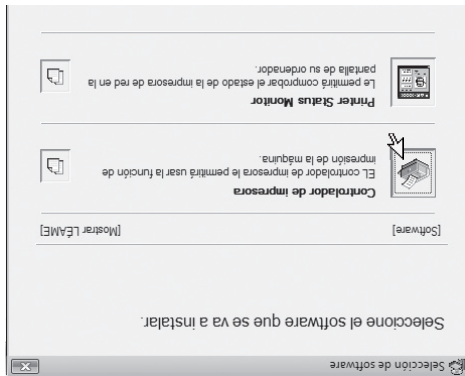 Selección de software
Seleccione el software que se va a instalar.
[Software] [Mostrar LÉAME]
Controlador de impresora
EL controlador de impresora le permitirá usar la función de
impresión de la máquina.
Printer Status Monitor
Le permitirá comprobar el estado de la impresora de red en la
pantalla de su ordenador.